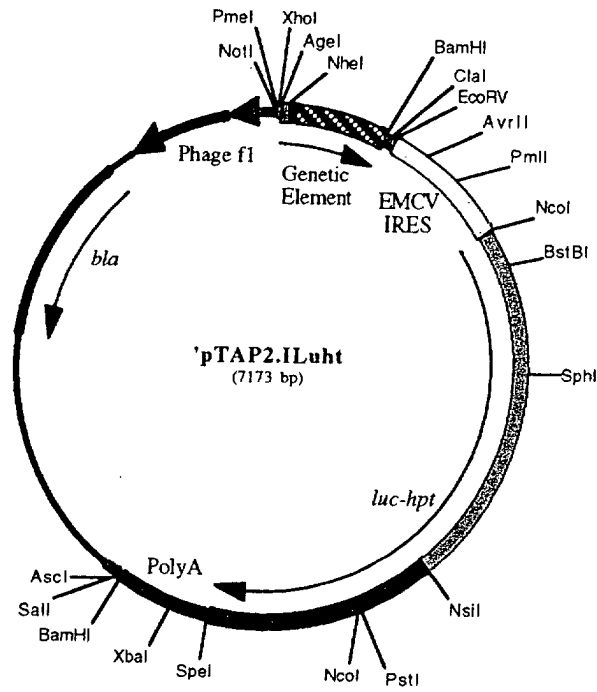 PmeI
XhoI
NotI
AgeI
NheI
BamHI
ClaI
EcoRV
AvrII
PmlI
Phage f1
Genetic
Element
EMCV
IRES
NcoI
BstBI
bla
'pTAP2.ILuht
(7173 bp)
SphI
luc-hpt
PolyA
AscI
SalI
BamHI
XbaI
SpeI
NcoI
PstI
NsiI